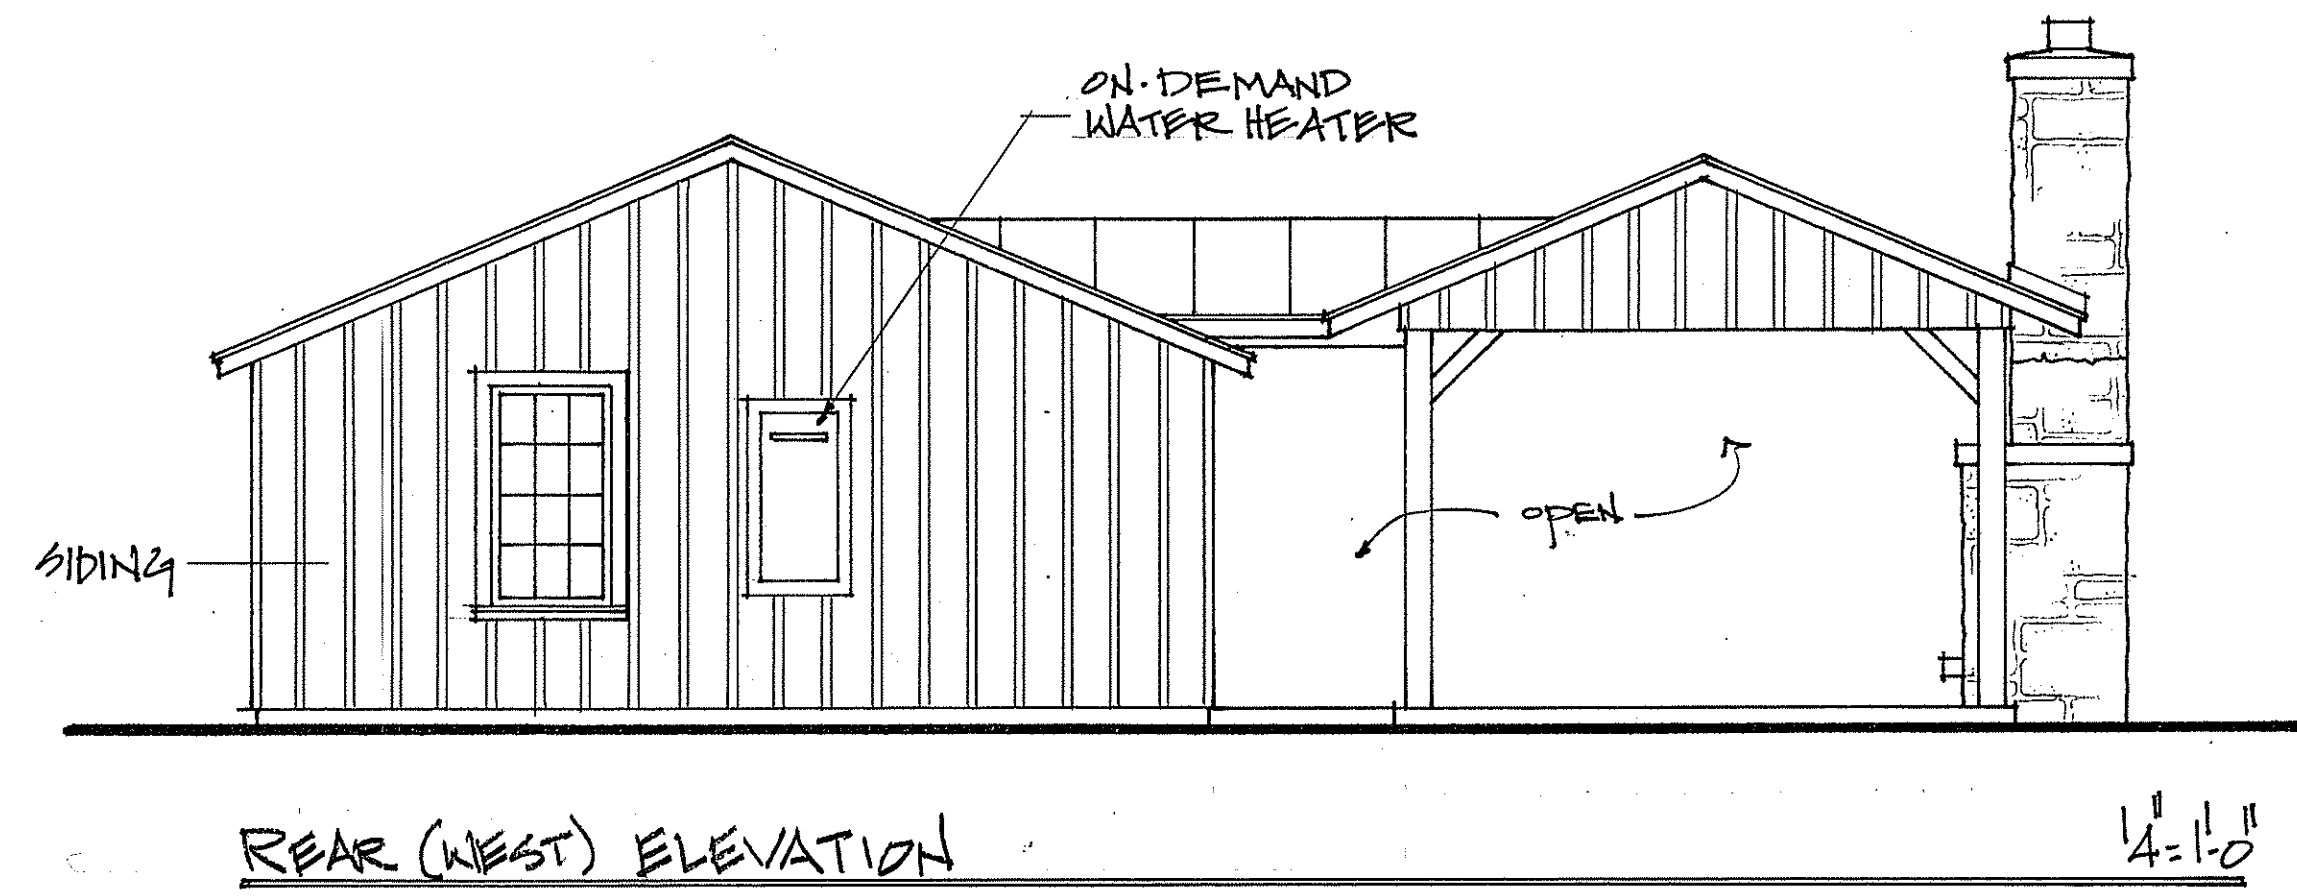 ON·DEMAND
WATER HEATER
SIDING
OPEN
REAR (WEST) ELEVATION
1/4"=1'-0"